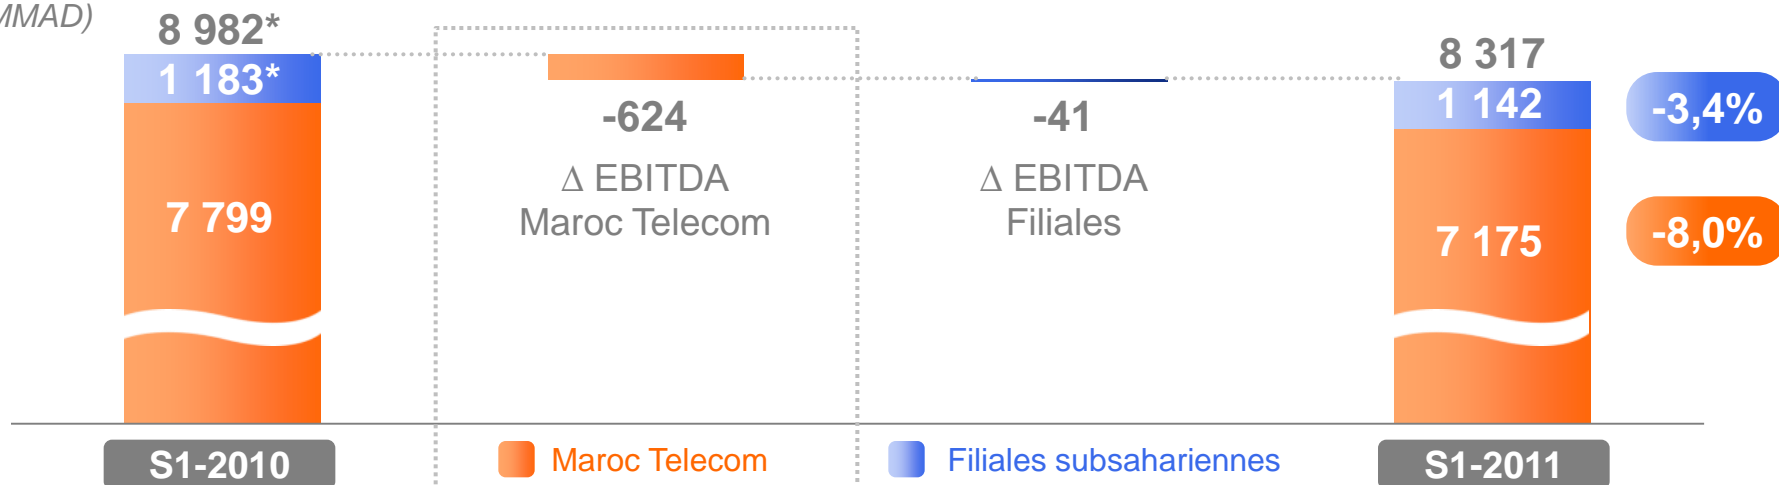 MMAD)
8 982*
1 183*
7 799
-624
Δ EBITDA
Maroc Telecom
-41
Δ EBITDA
Filiales
8 317
1 142
7 175
-3,4%
-8,0%
S1-2010
Maroc Telecom
Filiales subsahariennes
S1-2011